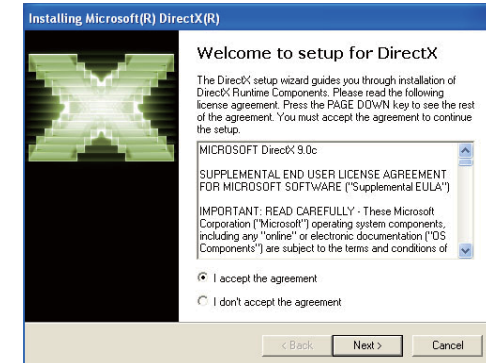 Installing Microsoft(R) DirectX(R)
Welcome to setup for DirectX
The DirectX setup wizard guides you through installation of
DirectX Runtime Components. Please read the following
license agreement. Press the PAGE DOWN key to see the rest
of the agreement. You must accept the agreement to continue
the setup.
MICROSOFT DirectX 9.0c
SUPPLEMENTAL END USER LICENSE AGREEMENT
FOR MICROSOFT SOFTWARE ("Supplemental EULA")
IMPORTANT: READ CAREFULLY - These Microsoft
Corporation ("Microsoft") operating system components,
including any "online" or electronic documentation ("OS
Components") are subject to the terms and conditions of
I accept the agreement
I don't accept the agreement
< Back Next > Cancel